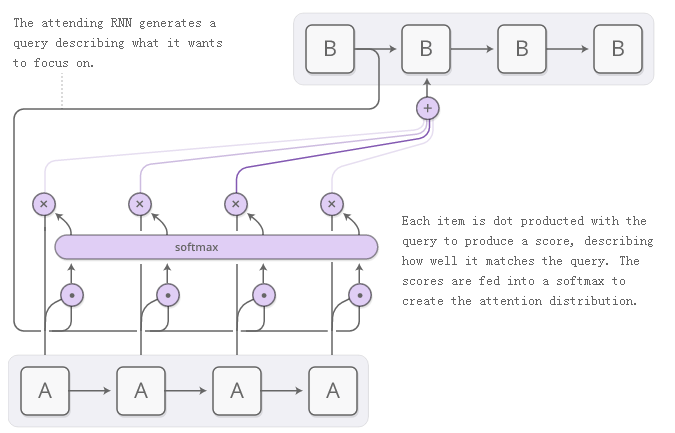 The attending RNN generates a
query describing what it wants
to focus on.
B B B B
+
× × × ×
softmax
Each item is dot producted with the
query to produce a score, describing
how well it matches the query. The
scores are fed into a softmax to
create the attention distribution.
A A A A